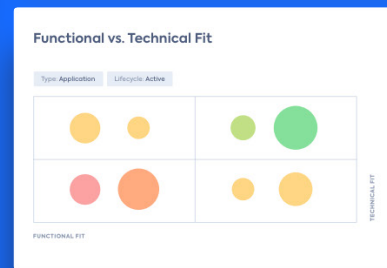 Functional vs. Technical Fit
Type: Application Lifecycle: Active
TECHNICAL FIT
FUNCTIONAL FIT